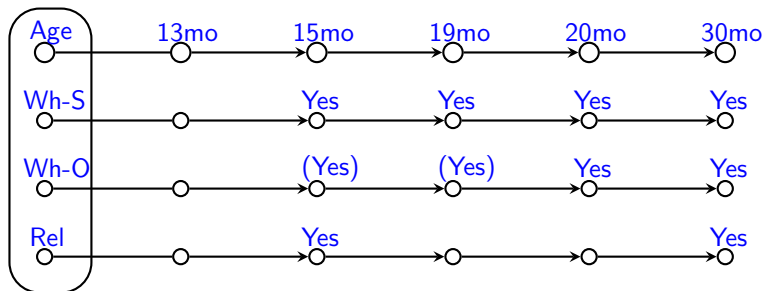 Age 13mo 15mo 19mo 20mo 30mo
Wh-S Yes Yes Yes Yes
Wh-O (Yes) (Yes) Yes Yes
Rel Yes Yes